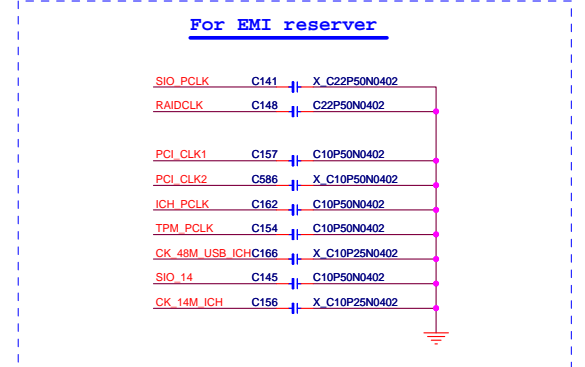 For EMI reserver
SIO_PCLK C141 X_C22P50N0402
RAIDCLK C148 C22P50N0402
PCI_CLK1 C157 C10P50N0402
PCI_CLK2 C586 X_C10P50N0402
ICH_PCLK C162 C10P50N0402
TPM_PCLK C154 C10P50N0402
CK_48M_USB_ICH C166 X_C10P25N0402
SIO_14 C145 C10P50N0402
CK_14M_ICH C156 X_C10P25N0402